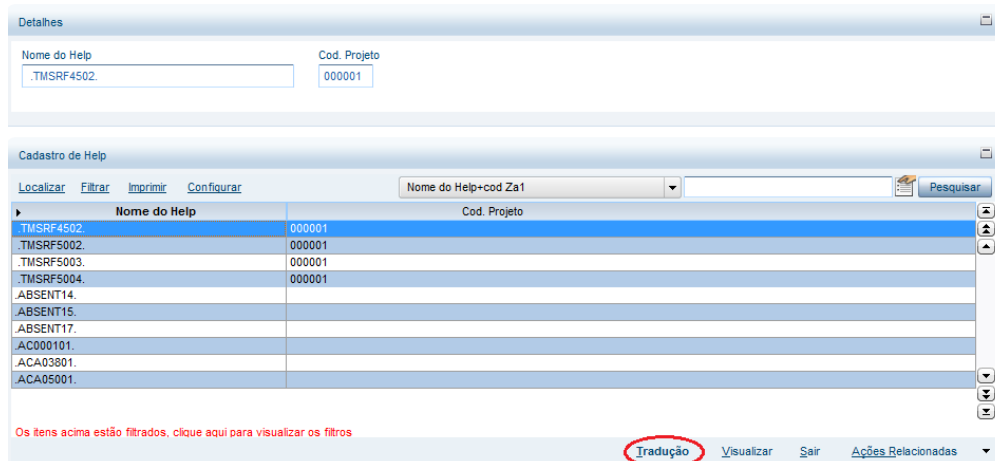 Detalhes
Nome do Help Cod. Projeto
.TMSRF4502. 000001
Cadastro de Help
Localizar Filtrar Imprimir Configurar Nome do Help+cod Za1 Pesquisar
Nome do Help Cod. Projeto
.TMSRF4502. 000001
.TMSRF5002. 000001
.TMSRF5003. 000001
.TMSRF5004. 000001
.ABSENT14.
.ABSENT15.
.ABSENT17.
.AC000101.
.ACA03801.
.ACA05001.
Os itens acima estão filtrados, clique aqui para visualizar os filtros
Tradução Visualizar Sair Ações Relacionadas